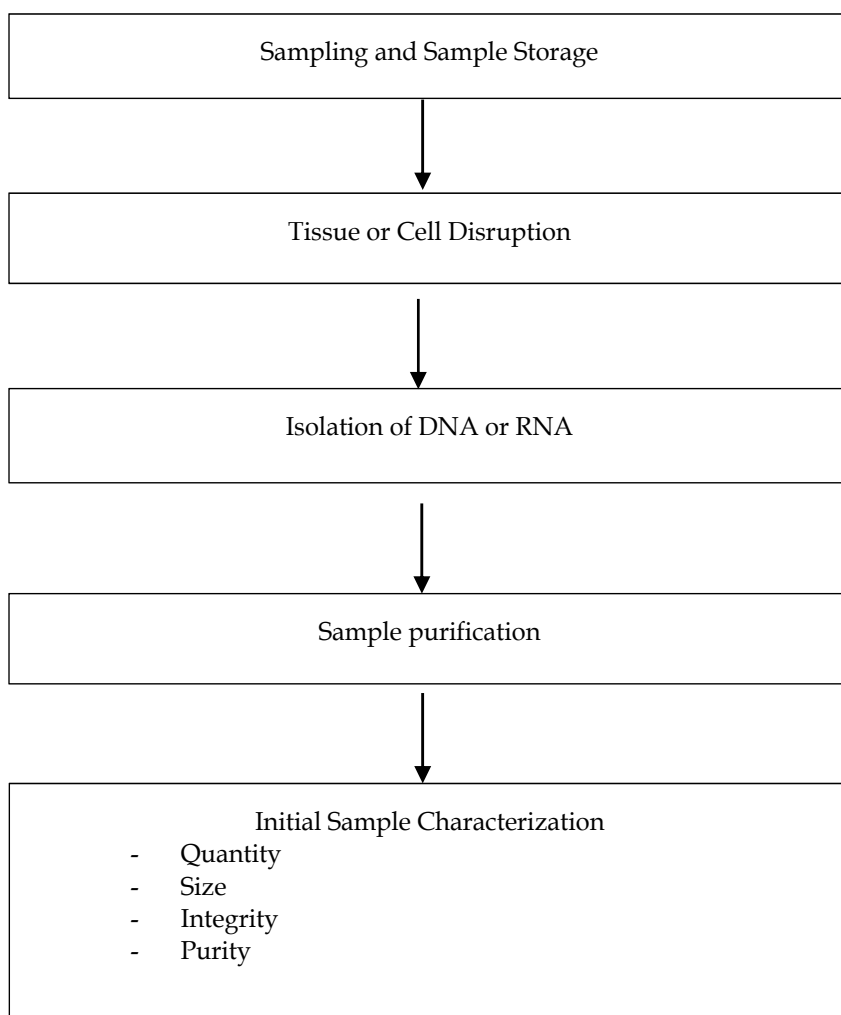 Sampling and Sample Storage
Tissue or Cell Disruption
Isolation of DNA or RNA
Sample purification
Initial Sample Characterization
- Quantity
- Size
- Integrity
- Purity